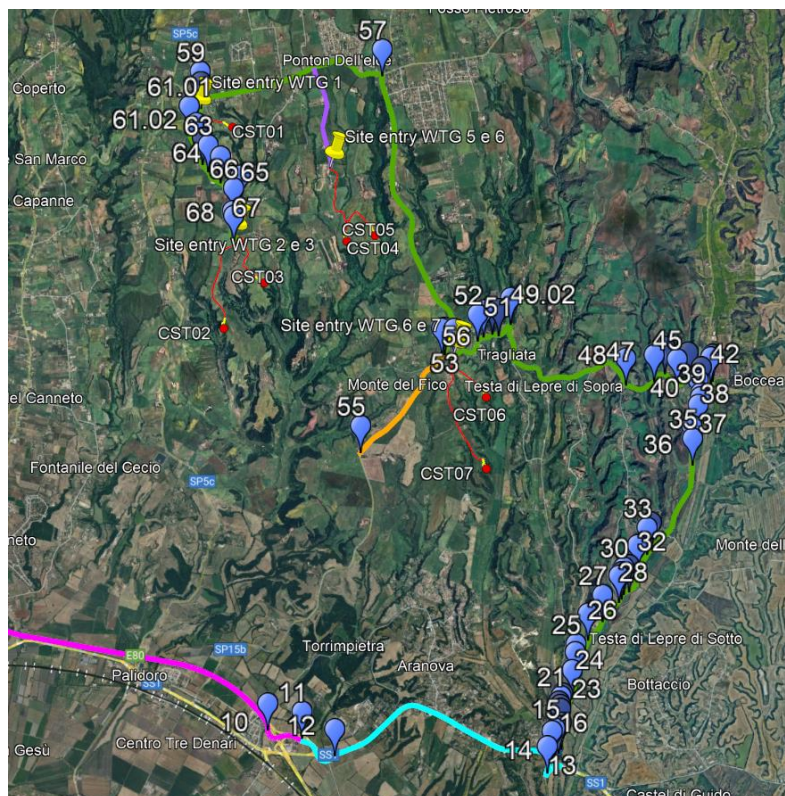 Fosso Pietroso
57
SP5c
59
Ponton Dell'elce
Coperto
61.01
Site entry WTG 1
61.02
63
CST01
Site entry WTG 5 e 6
64
San Marco
66
65
Capanne
68
67
CST05
CST04
Site entry WTG 2 e 3
CST03
49.02
52
51
CST02
Site entry WTG 6 e 7
56
53
Tragliata
48
47
45
42
39
Boccea
Monte del Fico
Testa di Lepre di Sopra
40
38
el Canneto
55
CST06
35
37
36
CST07
Fontanile del Cecio
SP5c
33
neto
30
32
Monte del
28
27
26
25
E80
SP15b
Torrimpietra
Testa di Lepre di Sotto
Palidoro
SS1
Aranova
24
21
23
Bottaccio
11
10
12
15
16
Gesù
Centro Tre Denari
14
13
SS1
Castel di Guido